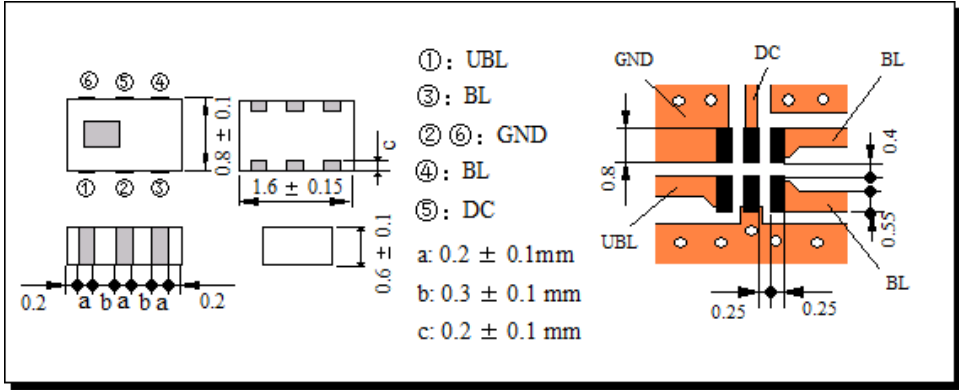 ⑥ ⑤ ④
① ② ③
0.8 ± 0.1
c
1.6 ± 0.15
0.2 a b a b a 0.2
0.6 ± 0.1
①: UBL
③: BL
② ⑥: GND
④: BL
⑤: DC
a: 0.2 ± 0.1mm
b: 0.3 ± 0.1 mm
c: 0.2 ± 0.1 mm
GND
DC
BL
0.8
0.4
UBL
0.55
BL
0.25 0.25